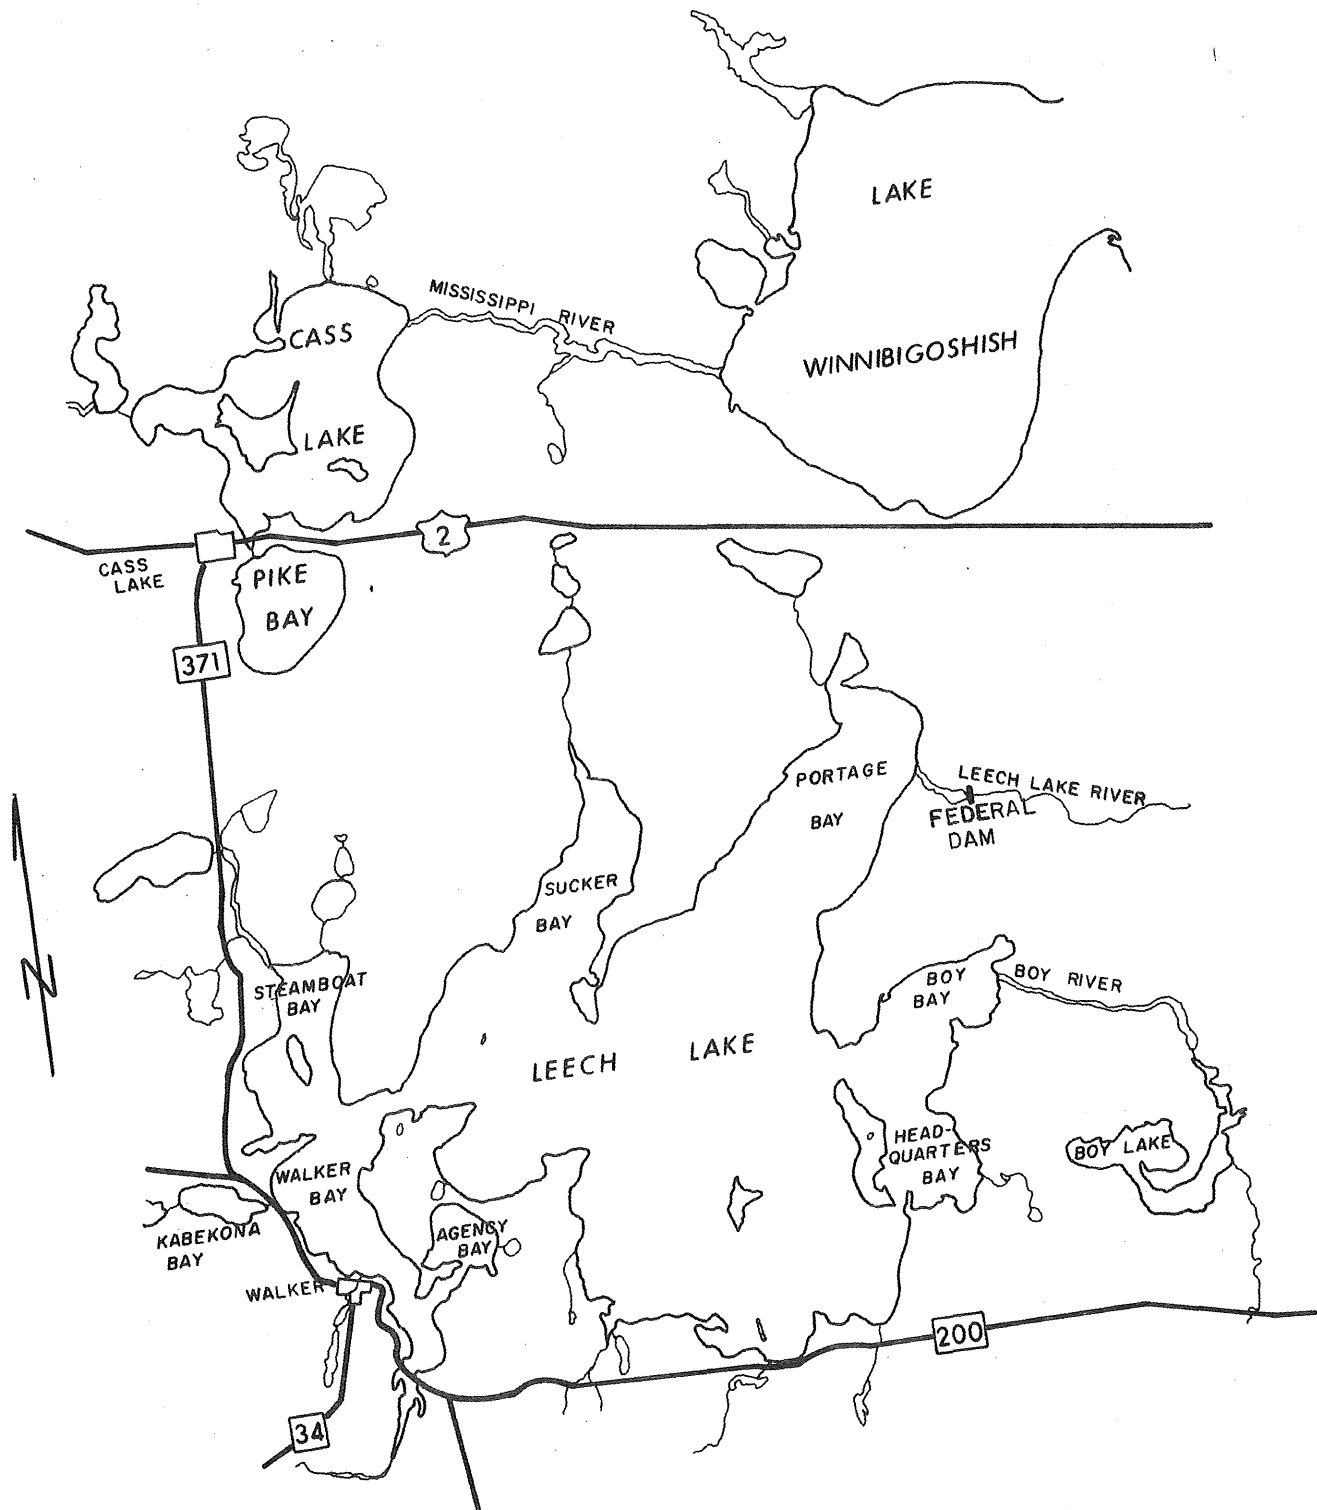 LAKE
WINNIBIGOSHISH
MISSISSIPPI RIVER
CASS
LAKE
2
CASS
LAKE
PIKE
BAY
371
PORTAGE
BAY
LEECH LAKE RIVER
FEDERAL
DAM
SUCKER
BAY
STEAMBOAT
BAY
BOY
BAY
BOY RIVER
N
LEECH LAKE
HEAD-
QUARTERS
BAY
BOY LAKE
WALKER
BAY
KABEKONA
BAY
AGENCY
BAY
WALKER
200
34